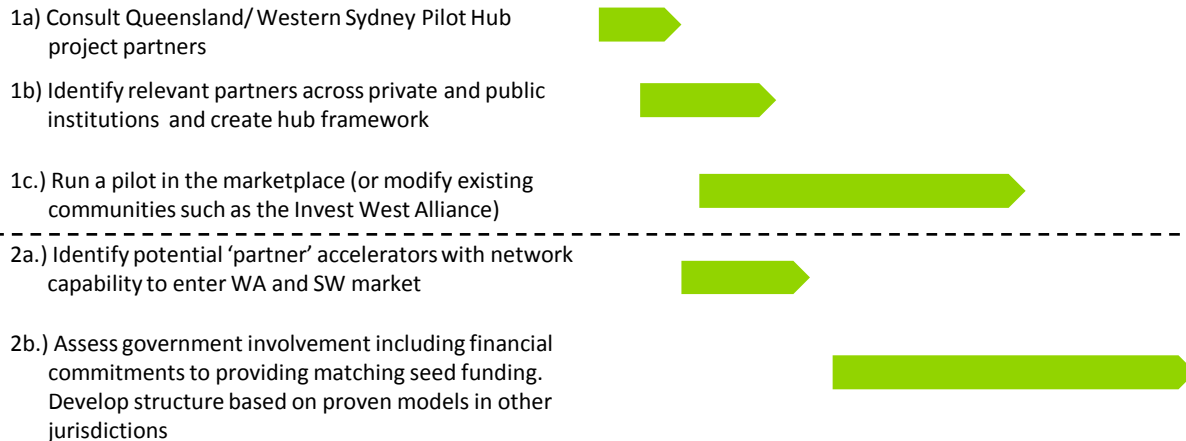 1a) Consult Queensland/ Western Sydney Pilot Hub
project partners
1b) Identify relevant partners across private and public
institutions and create hub framework
1c.) Run a pilot in the marketplace (or modify existing
communities such as the Invest West Alliance)
2a.) Identify potential ‘partner’ accelerators with network
capability to enter WA and SW market
2b.) Assess government involvement including financial
commitments to providing matching seed funding.
Develop structure based on proven models in other
jurisdictions